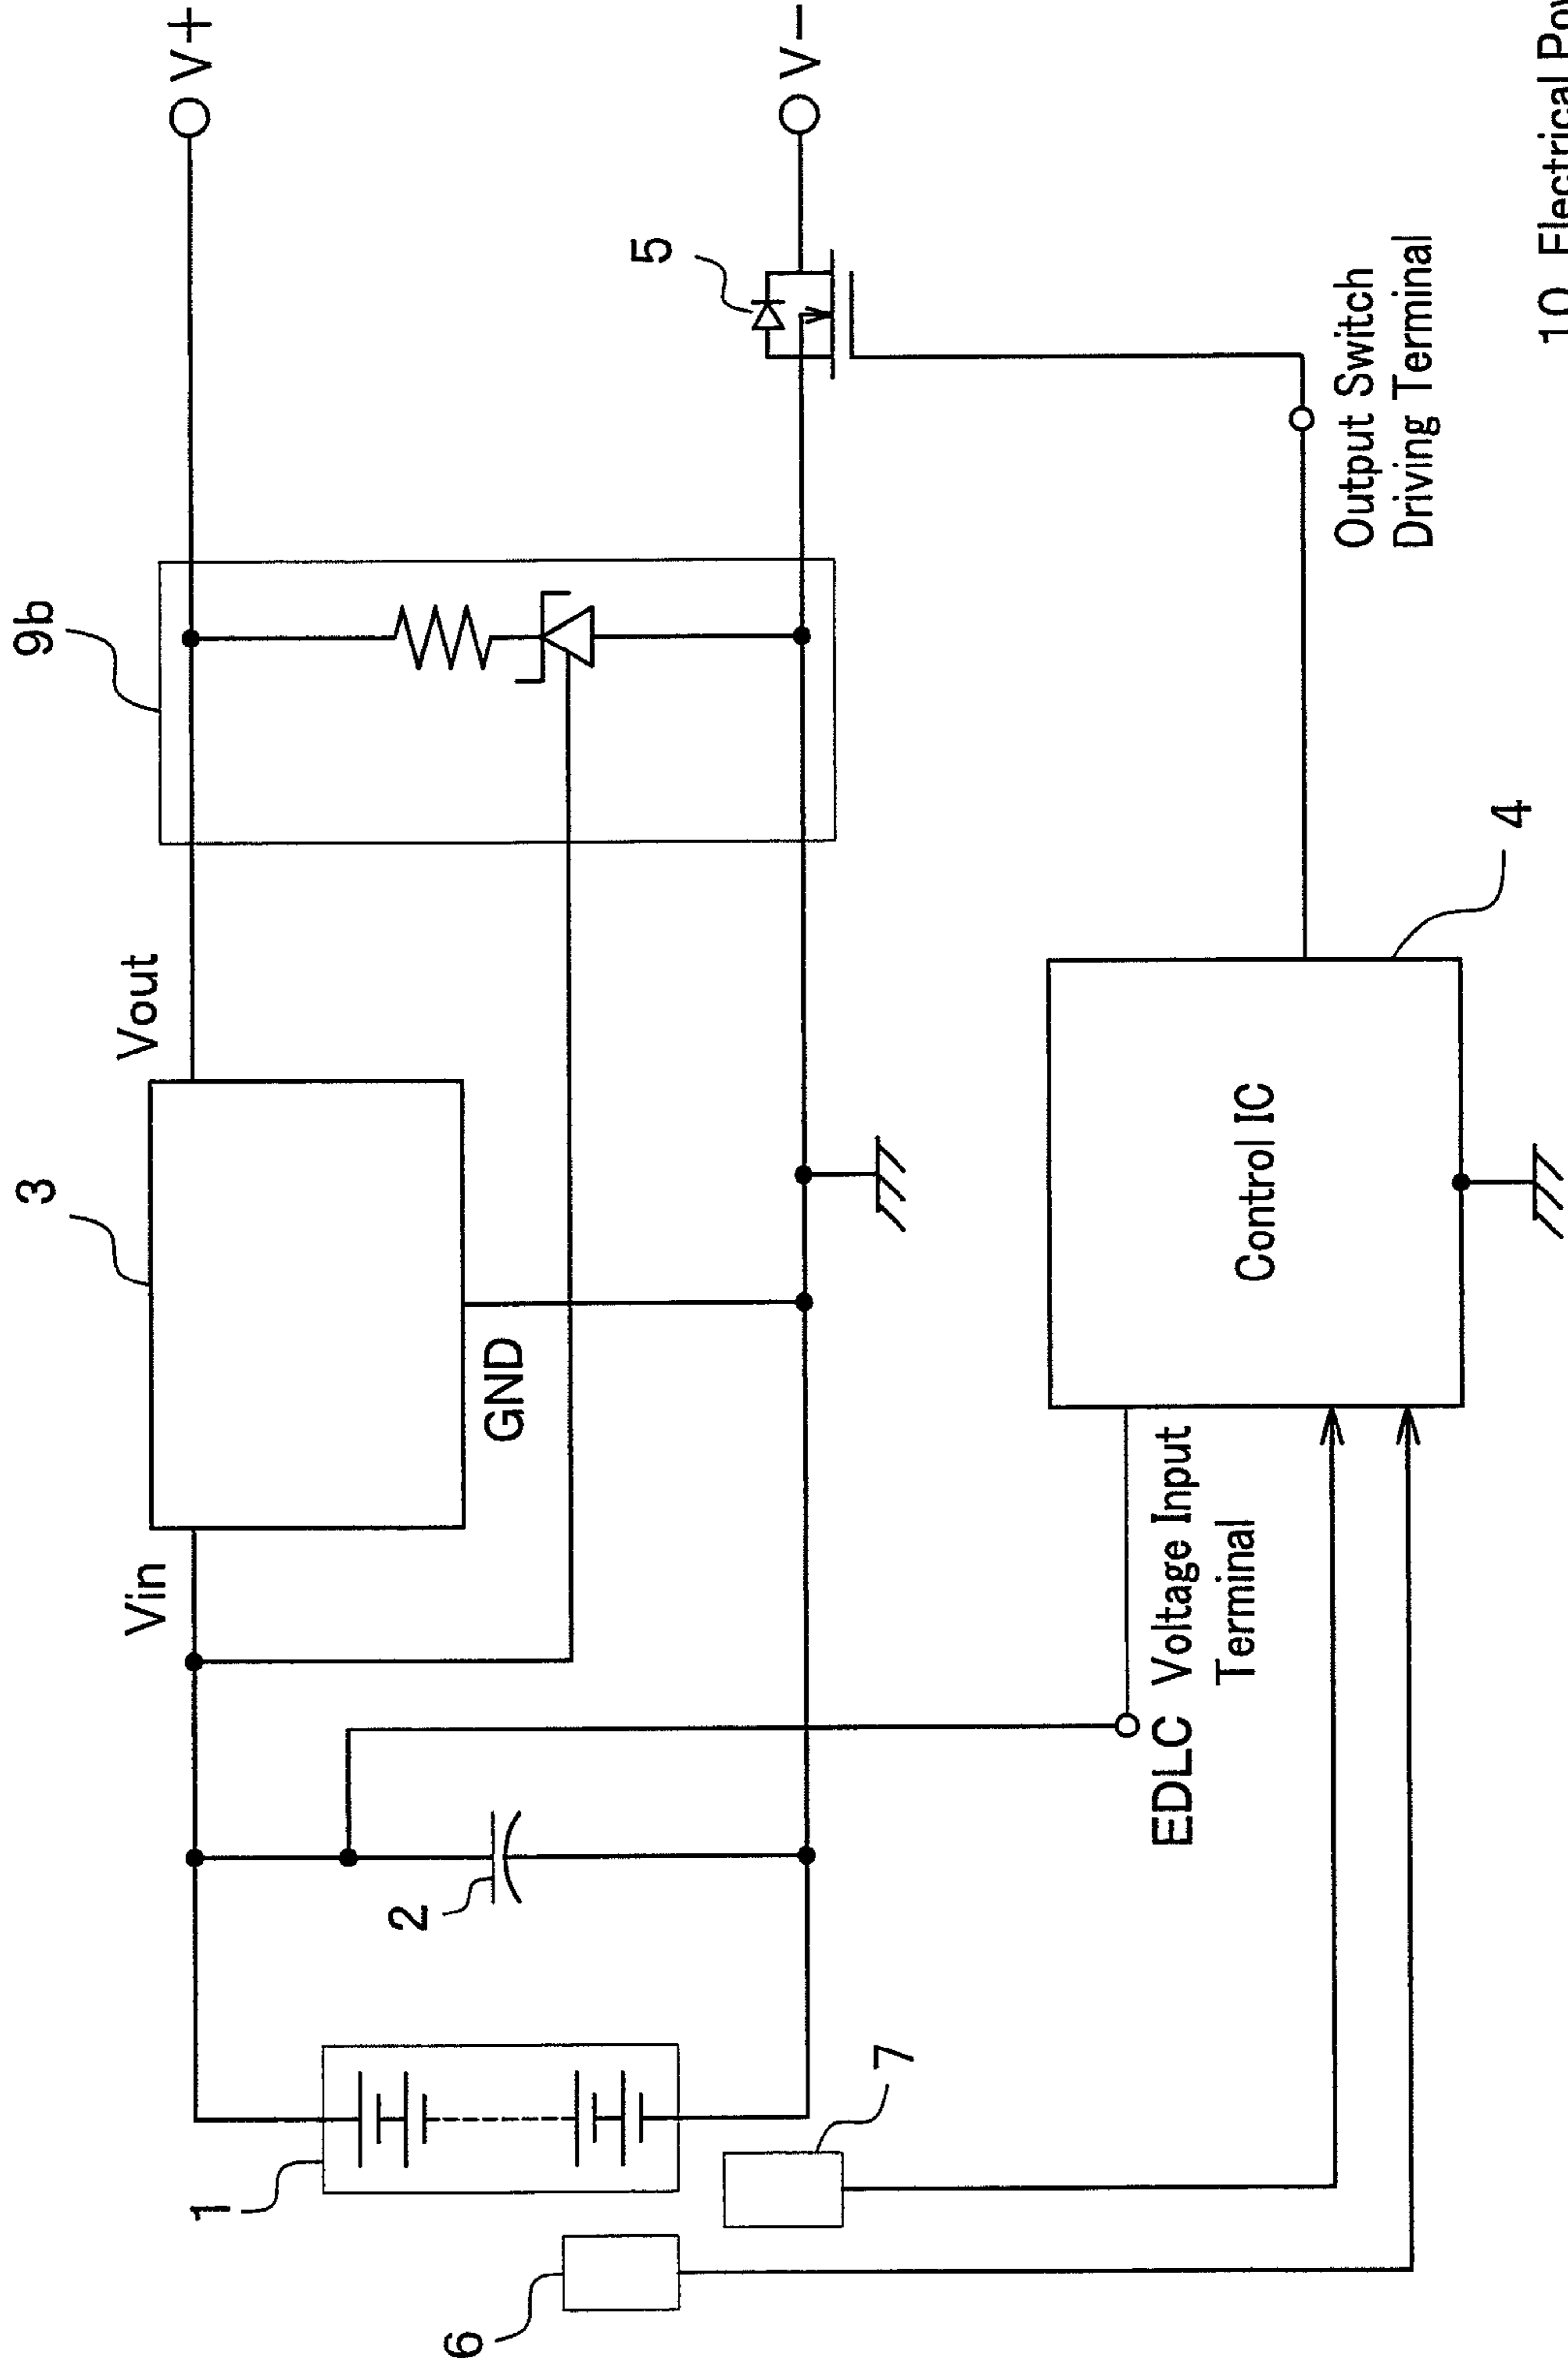 9b
V+
3
Vin
Vout
GND
5
V−
2
1
7
6
EDLC Voltage Input
Terminal
Control IC
4
Output Switch
Driving Terminal
10 Electrical